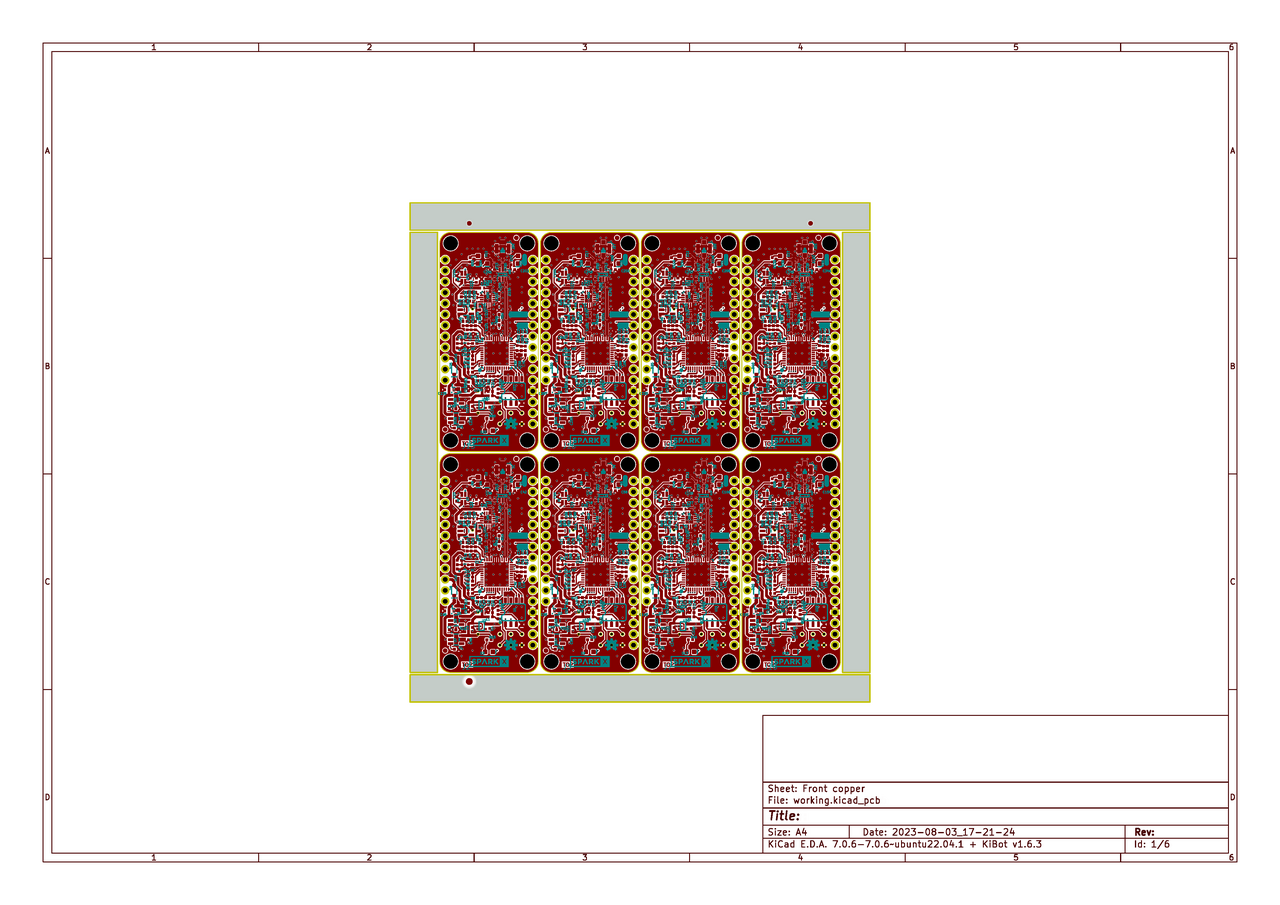 1 2 3 4 5 6
A A
B B
SPARK X SPARK X SPARK X SPARK X
C C
SPARK X SPARK X SPARK X SPARK X
Sheet: Front copper
D D
File: working.kicad_pcb
Title:
Size: A4 Date: 2023-08-03_17-21-24 Rev:
KiCad E.D.A. 7.0.6-7.0.6~ubuntu22.04.1 + KiBot v1.6.3 Id: 1/6
1 2 3 4 5 6